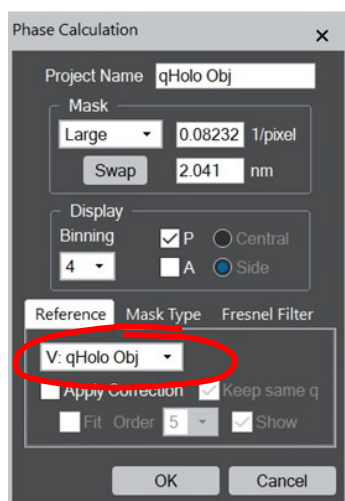 Phase Calculation
Project Name qHolo Obj
Mask
Large 0.08232 1/pixel
Swap 2.041 nm
Display
Binning P Central
4 A Side
Reference Mask Type Fresnel Filter
V: qHolo Obj
Apply Correction Keep same q
Fit Order 5 Show
OK Cancel